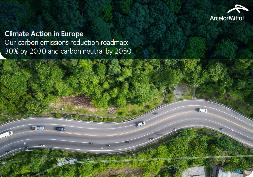 ArcelorMittal
Climate Action in Europe
Our carbon emissions reduction roadmap:
30% by 2030 and carbon neutral by 2050